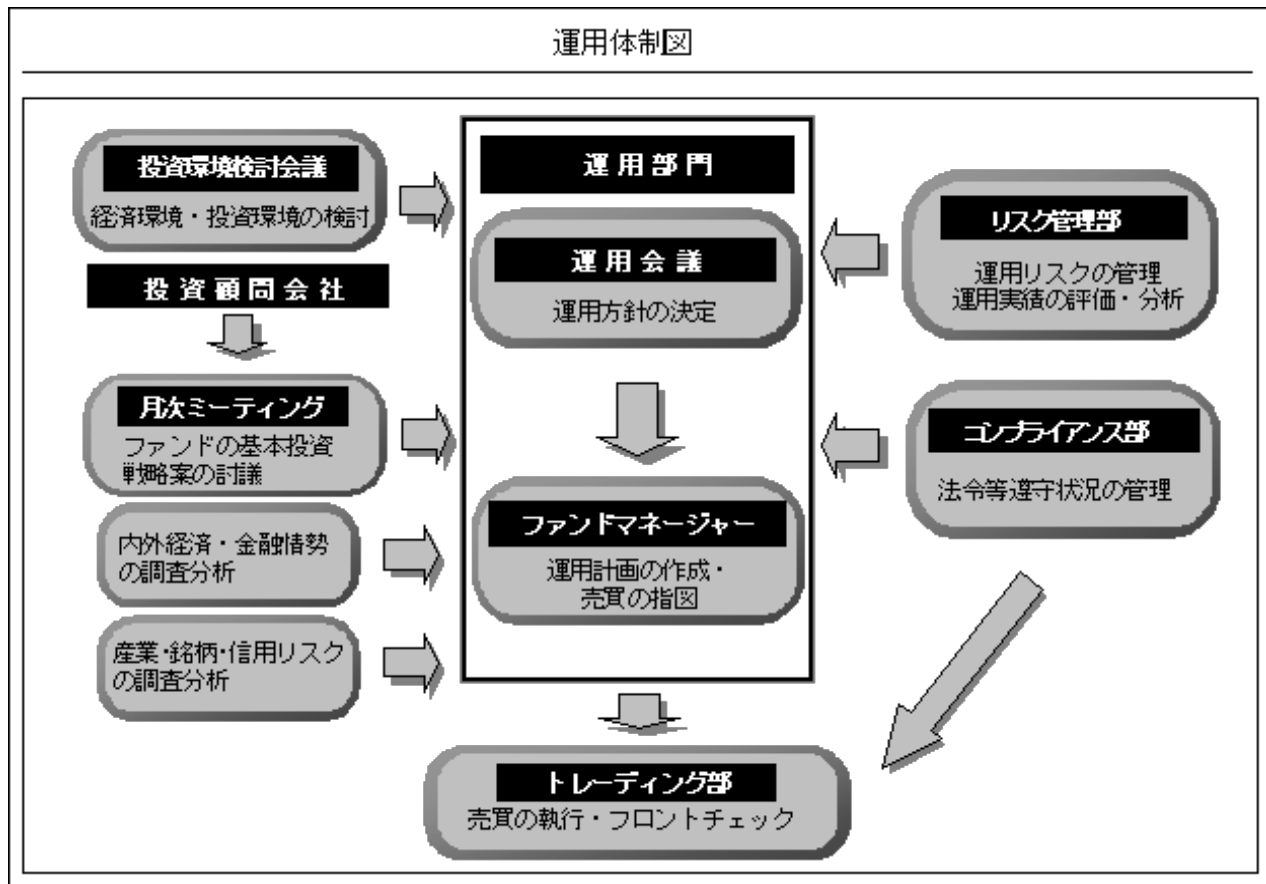 運用体制図
投資環境検討会議
経済環境・投資環境の検討
投資顧問会社
月次ミーティング
ファンドの基本投資
戦略案の討議
内外経済・金融情勢
の調査分析
産業・銘柄・信用リスク
の調査分析
運用部門
運用会議
運用方針の決定
ファンドマネージャー
運用計画の作成・
売買の指図
リスク管理部
運用リスクの管理
運用実績の評価・分析
コンプライアンス部
法令等遵守状況の管理
トレーディング部
売買の執行・フロントチェック